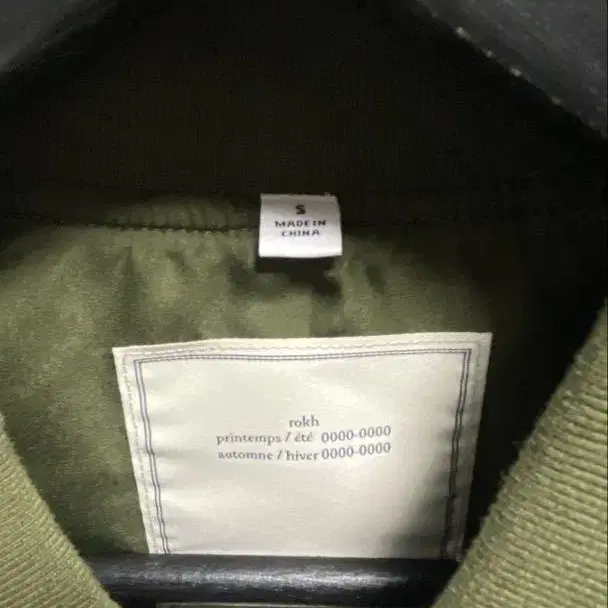 S
MADE IN
CHINA
rokh
printemps / été 0000-0000
automne / hiver 0000-0000